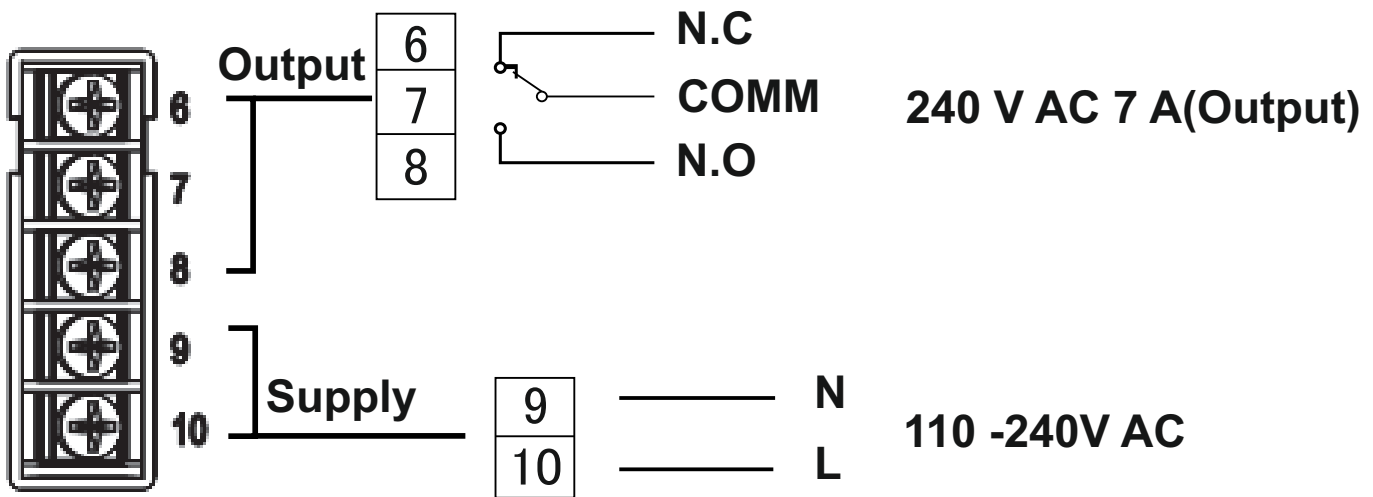 6
7
8
9
10
Output
6
7
8
N.C
COMM
N.O
240 V AC 7 A(Output)
Supply
9
10
N
L
110 -240V AC